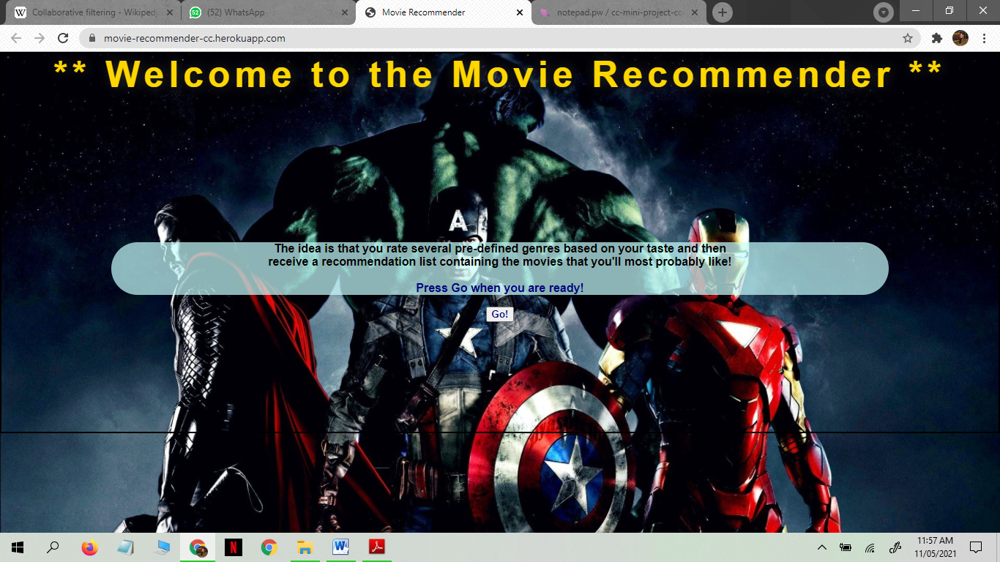 Collaborative filtering - Wikiped
(52) WhatsApp
Movie Recommender
notepad.pw / cc-mini-project-co
movie-recommender-cc.herokuapp.com
** Welcome to the Movie Recommender **
A
The idea is that you rate several pre-defined genres based on your taste and then
receive a recommendation list containing the movies that you'll most probably like!
Press Go when you are ready!
Go!
11:57 AM
11/05/2021